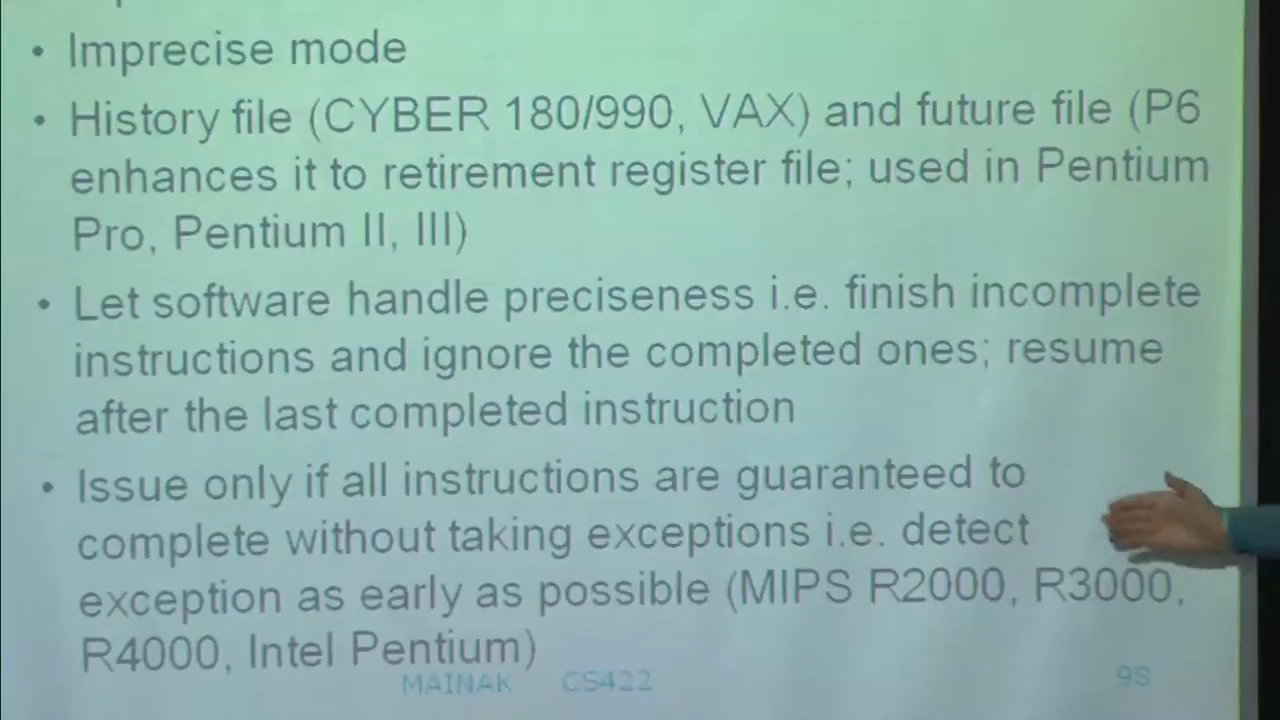 • Imprecise mode
• History file (CYBER 180/990, VAX) and future file (P6
enhances it to retirement register file; used in Pentium
Pro, Pentium II, III)
• Let software handle preciseness i.e. finish incomplete
instructions and ignore the completed ones; resume
after the last completed instruction
• Issue only if all instructions are guaranteed to
complete without taking exceptions i.e. detect
exception as early as possible (MIPS R2000, R3000,
R4000, Intel Pentium)
MAINAK CS422 98